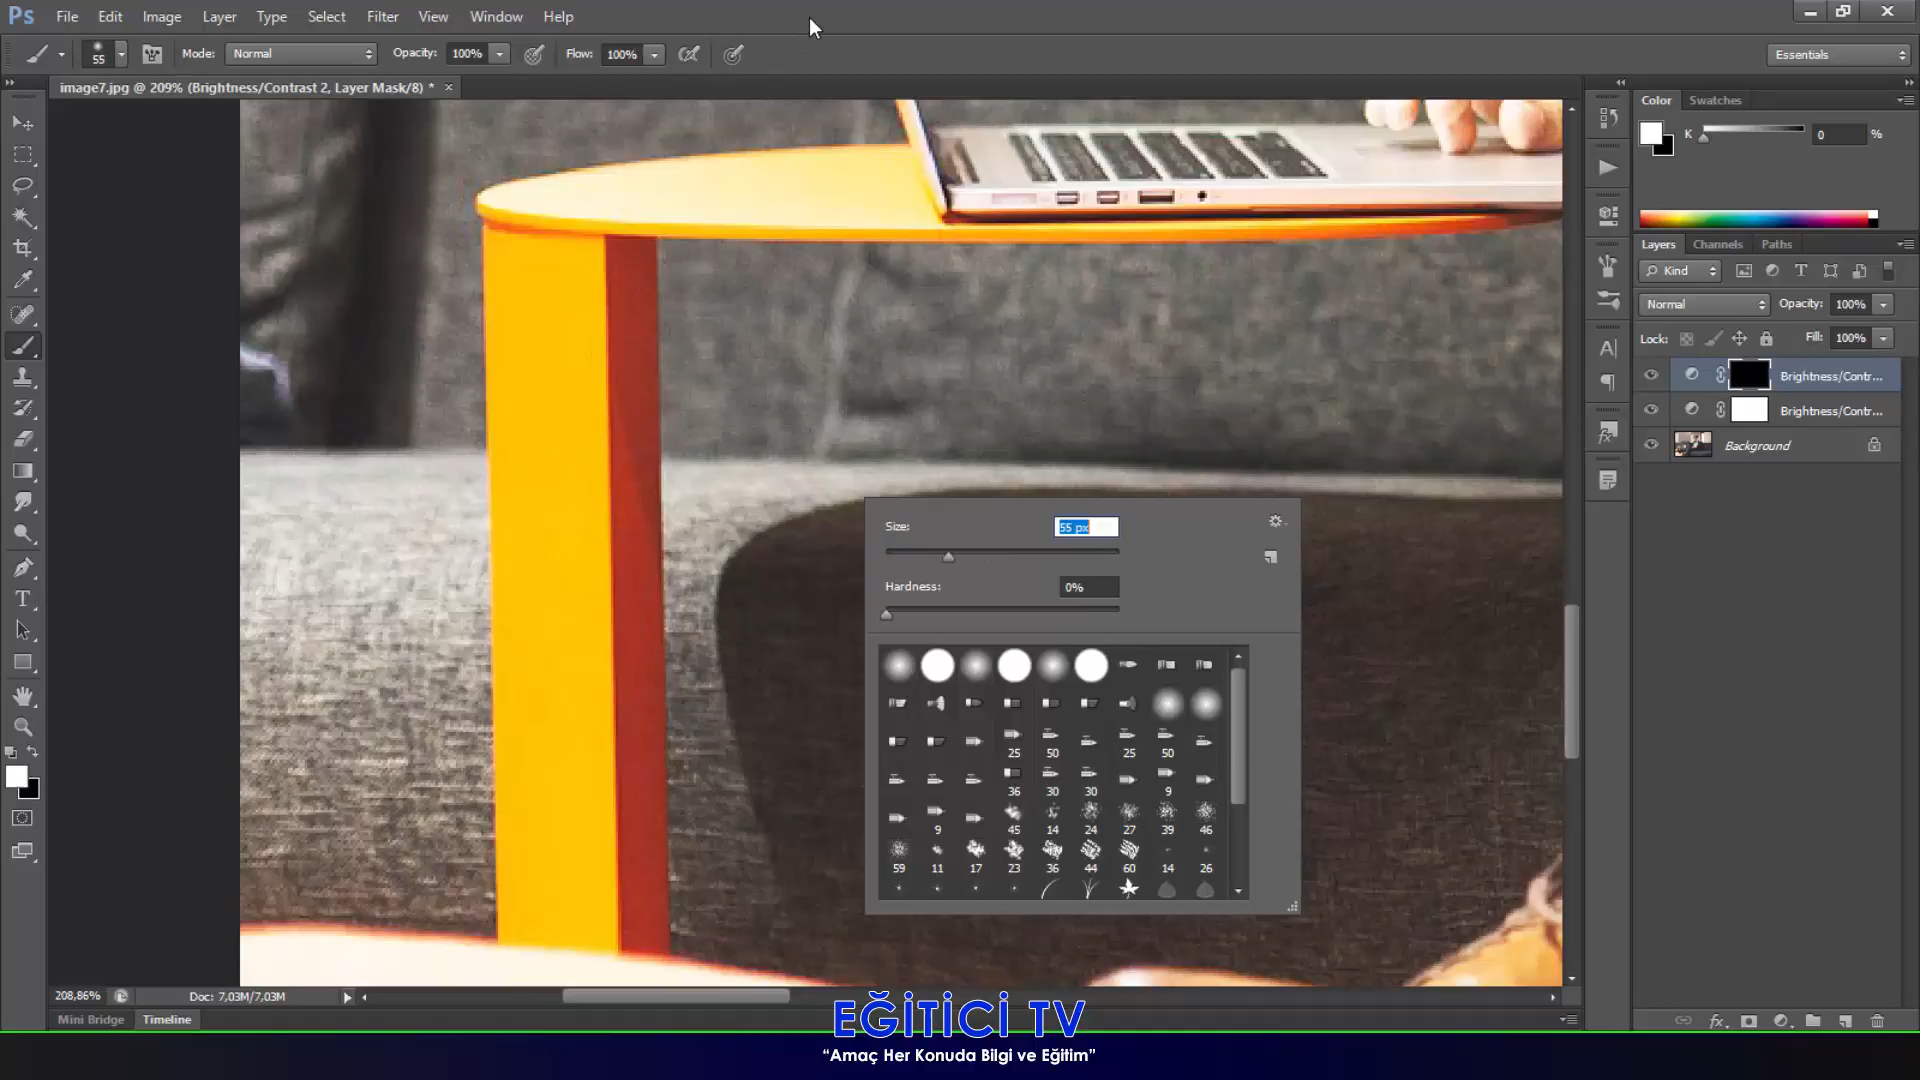 Ps File Edit Image Layer Type Select Filter View Window Help
55 Mode: Normal Opacity: 100% Flow: 100% Essentials
image7.jpg @ 209% (Brightness/Contrast 2, Layer Mask/8) * ×
Color Swatches
K 0 %
Layers Channels Paths
Kind
Normal Opacity: 100%
Lock: Fill: 100%
Brightness/Contr...
Brightness/Contr...
Background
Size: 55 px
Hardness: 0%
25 50 25 50
36 30 30 9
9 45 14 24 27 39 46
59 11 17 23 36 44 60 14 26
208,86% Doc: 7,03M/7,03M
Mini Bridge Timeline
EĞİTİCİ TV
“Amaç Her Konuda Bilgi ve Eğitim”